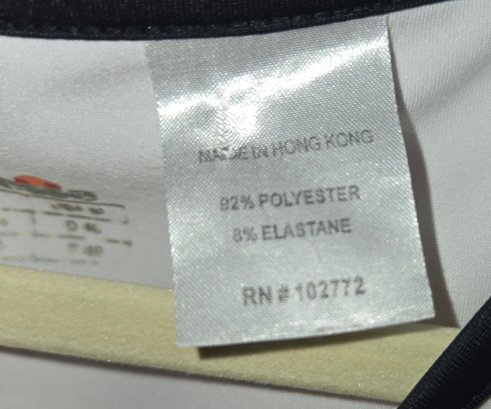 MADE IN HONG KONG
92% POLYESTER
8% ELASTANE
RN # 102772